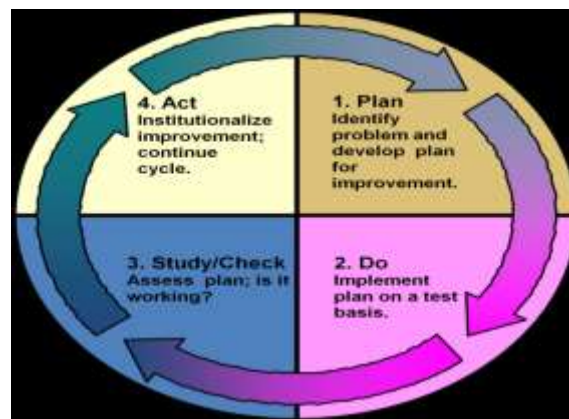 1. Plan
Identify
problem and
develop plan
for
improvement.
2. Do
Implement
plan on a test
basis.
3. Study/Check
Assess plan; is it
working?
4. Act
Institutionalize
improvement;
continue
cycle.